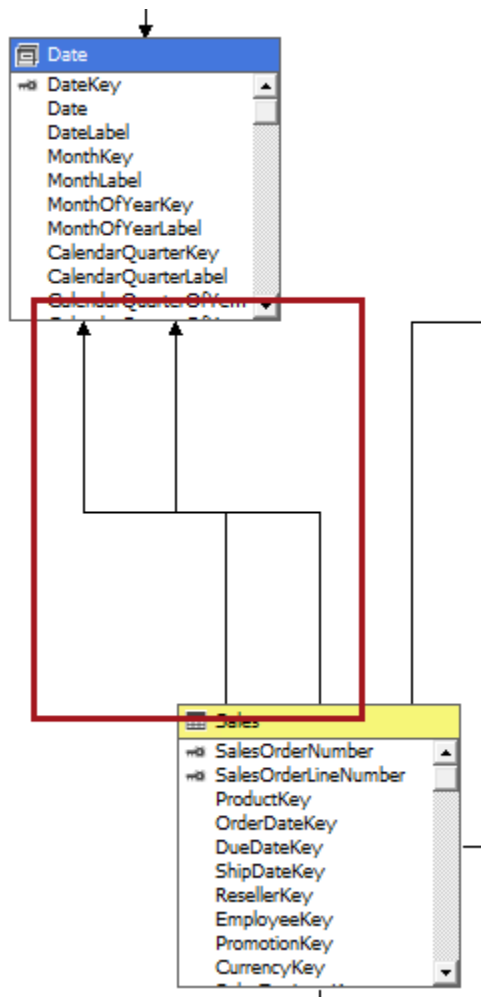 Date
DateKey
Date
DateLabel
MonthKey
MonthLabel
MonthOfYearKey
MonthOfYearLabel
CalendarQuarterKey
CalendarQuarterLabel
CalendarQuarterOfYe...
Sales
SalesOrderNumber
SalesOrderLineNumber
ProductKey
OrderDateKey
DueDateKey
ShipDateKey
ResellerKey
EmployeeKey
PromotionKey
CurrencyKey